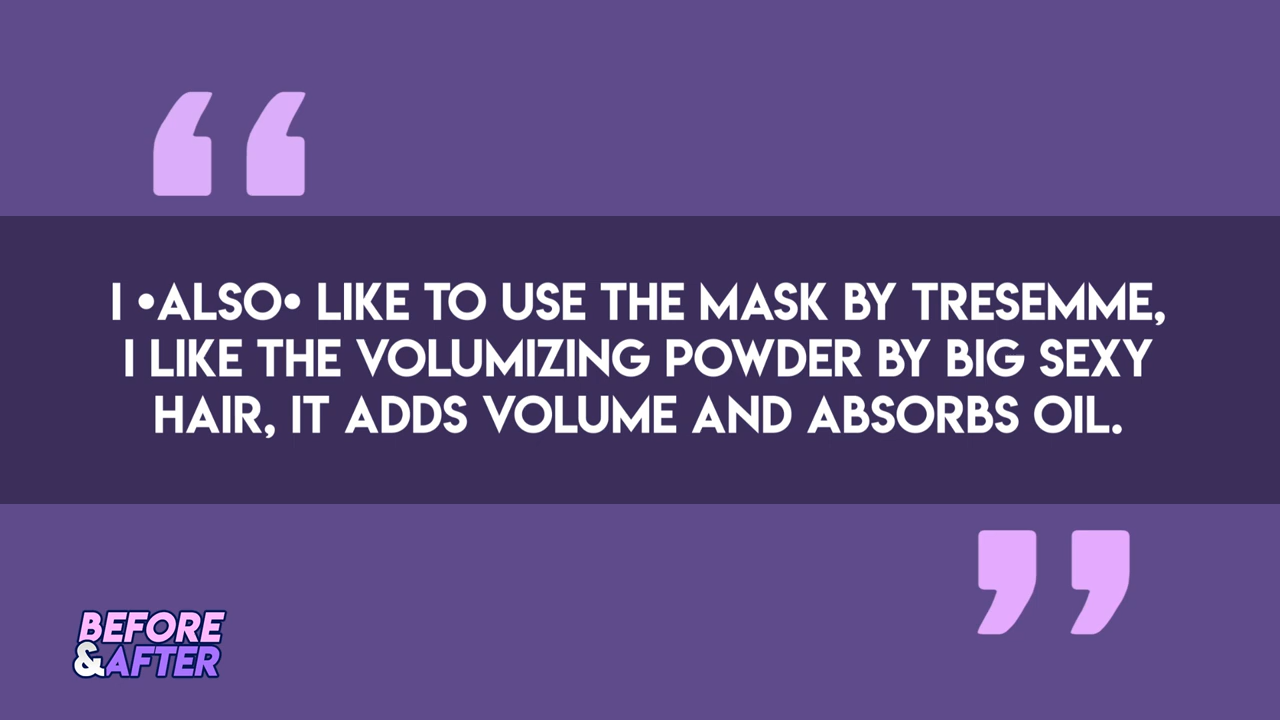 “
I •ALSO• LIKE TO USE THE MASK BY TRESEMME,
I LIKE THE VOLUMIZING POWDER BY BIG SEXY
HAIR, IT ADDS VOLUME AND ABSORBS OIL.
”
BEFORE
&AFTER